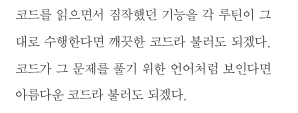 코드를 읽으면서 짐작했던 기능을 각 루틴이 그
대로 수행한다면 깨끗한 코드라 불러도 되겠다.
코드가 그 문제를 풀기 위한 언어처럼 보인다면
아름다운 코드라 불러도 되겠다.